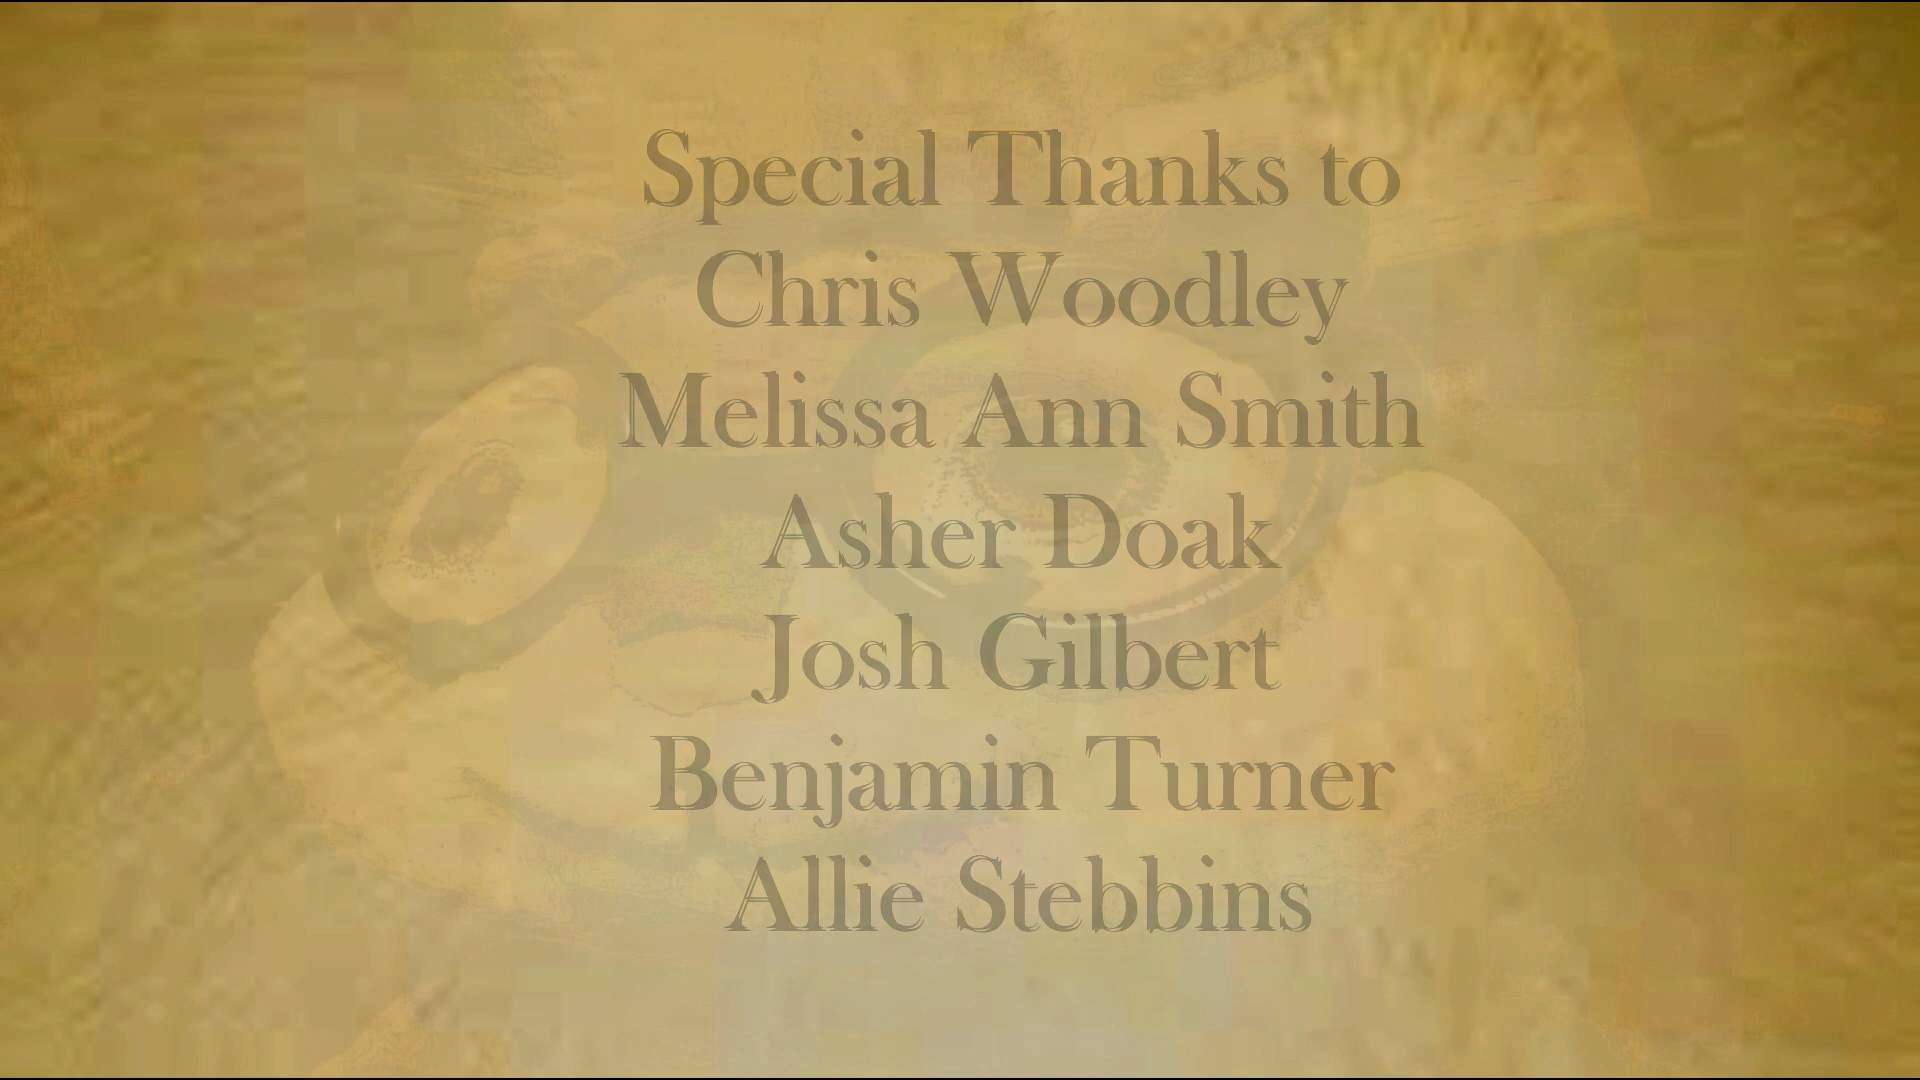 Special Thanks to
Chris Woodley
Melissa Ann Smith
Asher Doak
Josh Gilbert
Benjamin Turner
Allie Stebbins